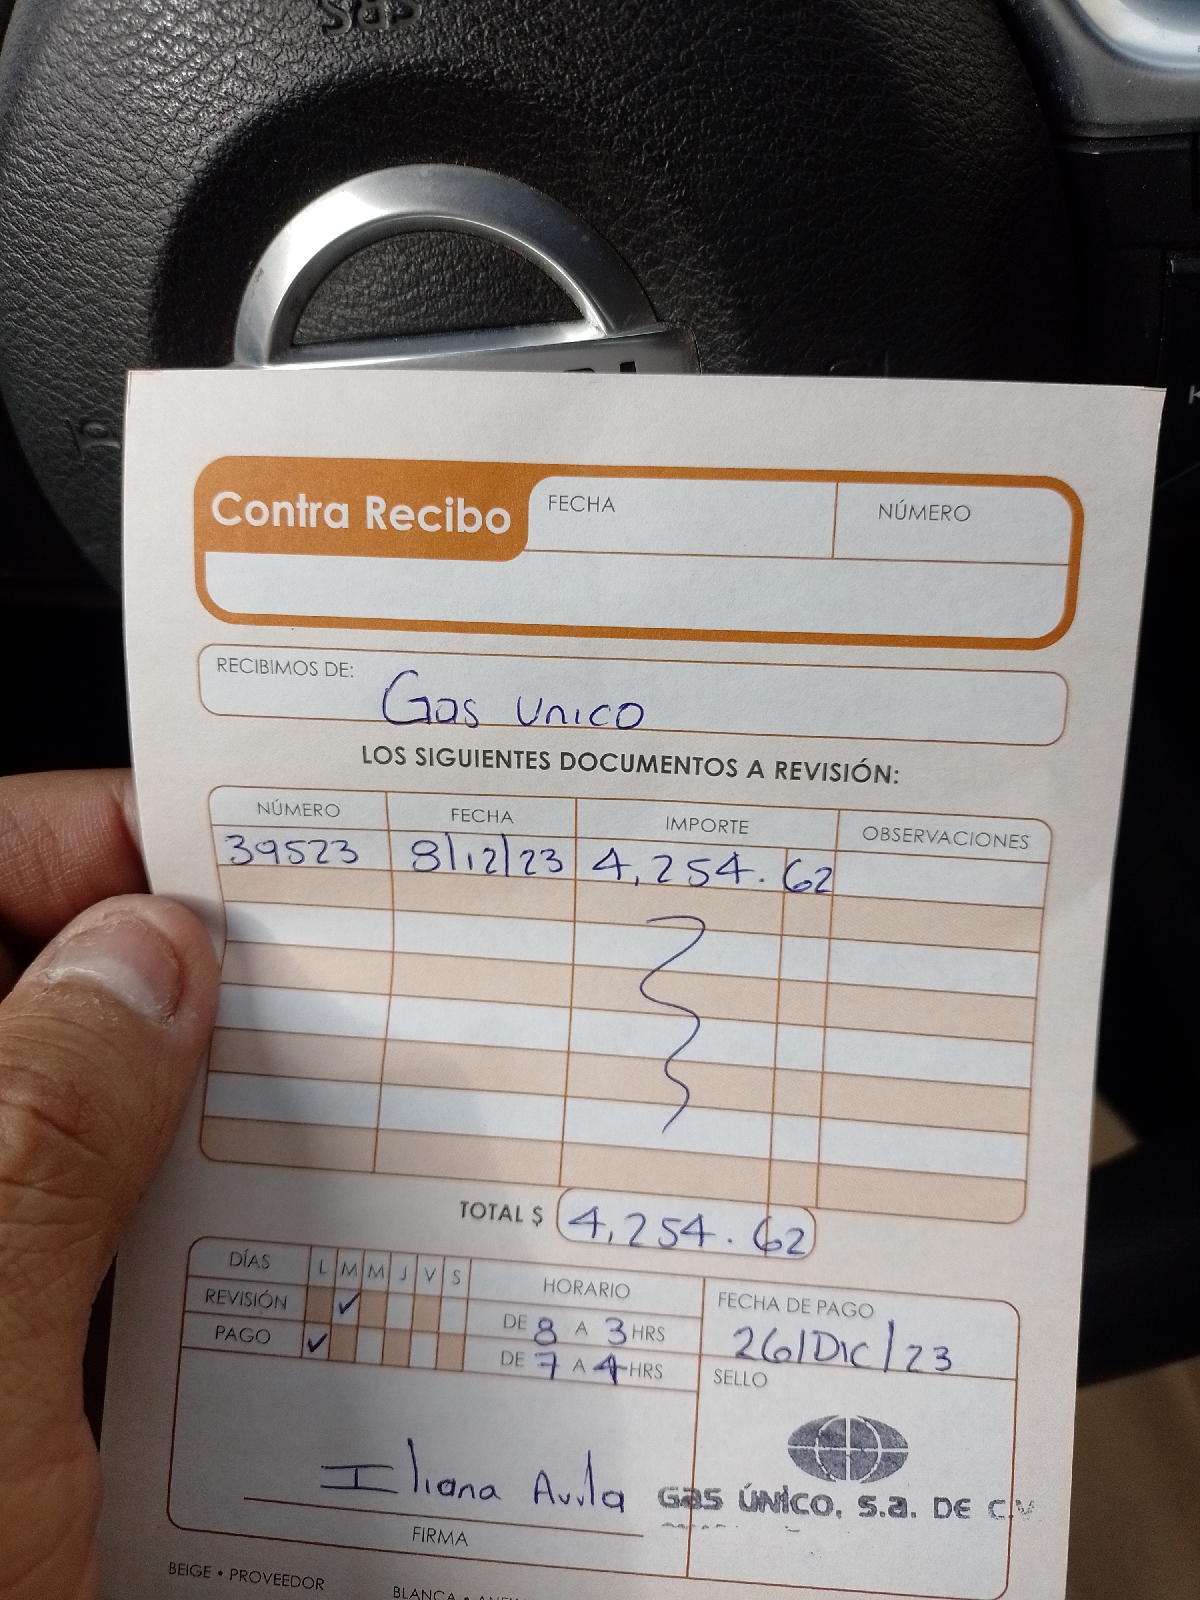 SRS
Contra Recibo
FECHA
NÚMERO
RECIBIMOS DE: Gas Unico
LOS SIGUIENTES DOCUMENTOS A REVISIÓN:
NÚMERO FECHA IMPORTE OBSERVACIONES
39523 8/12/23 4,254.62
TOTAL $ 4,254.62
DÍAS L M M J V S HORARIO FECHA DE PAGO
REVISIÓN ✓ DE 8 A 3 HRS 26/DIC/23
PAGO ✓ DE 7 A 4 HRS SELLO
Iliana Avila
GAS ÚNICO, S.A. DE C.V
FIRMA
BEIGE • PROVEEDOR